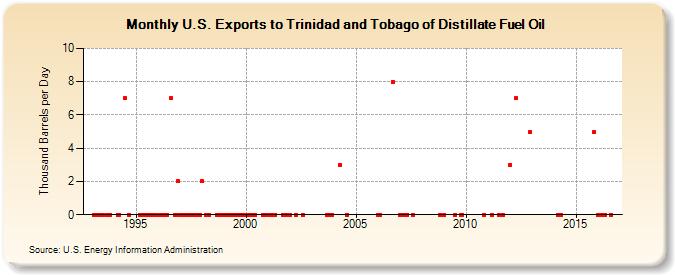 Monthly U.S. Exports to Trinidad and Tobago of Distillate Fuel Oil
Thousand Barrels per Day
10
8
6
4
2
0
1995 2000 2005 2010 2015
Source: U.S. Energy Information Administration